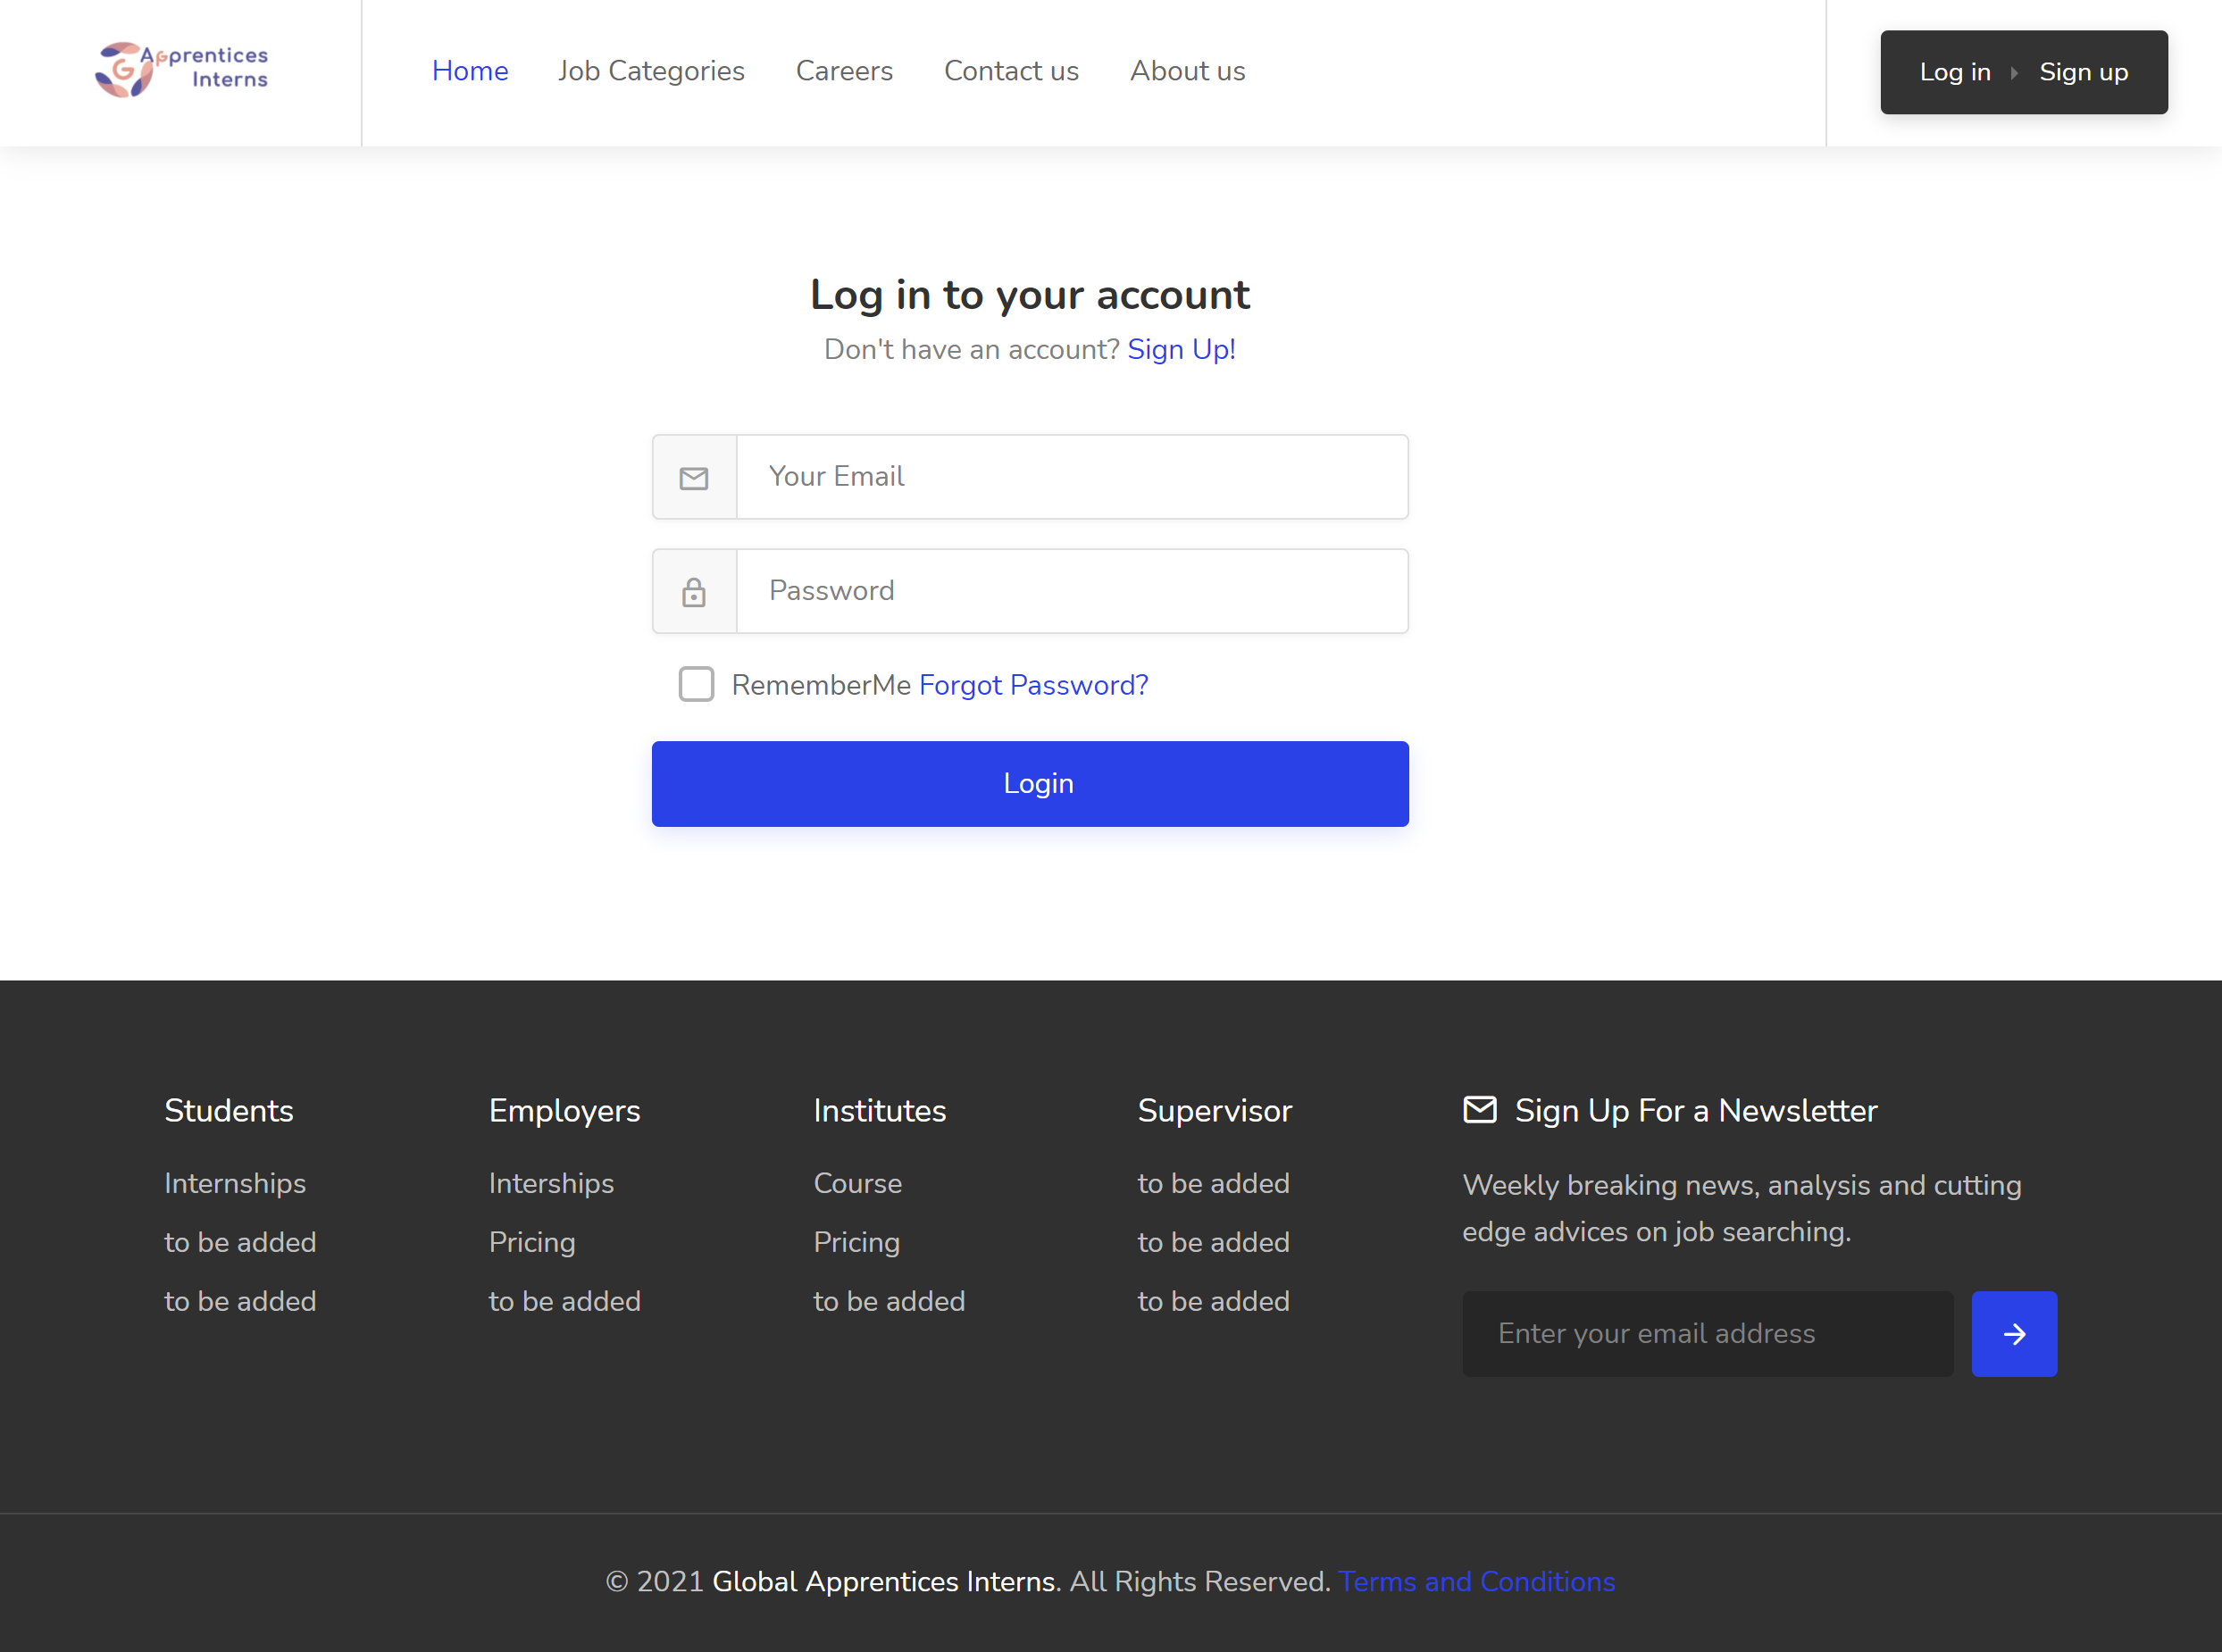 G Apprentices
Interns
Home Job Categories Careers Contact us About us
Log in Sign up
Log in to your account
Don't have an account? Sign Up!
Your Email
Password
RememberMe Forgot Password?
Login
Students
Internships
to be added
to be added
Employers
Interships
Pricing
to be added
Institutes
Course
Pricing
to be added
Supervisor
to be added
to be added
to be added
Sign Up For a Newsletter
Weekly breaking news, analysis and cutting
edge advices on job searching.
Enter your email address
© 2021 Global Apprentices Interns. All Rights Reserved. Terms and Conditions